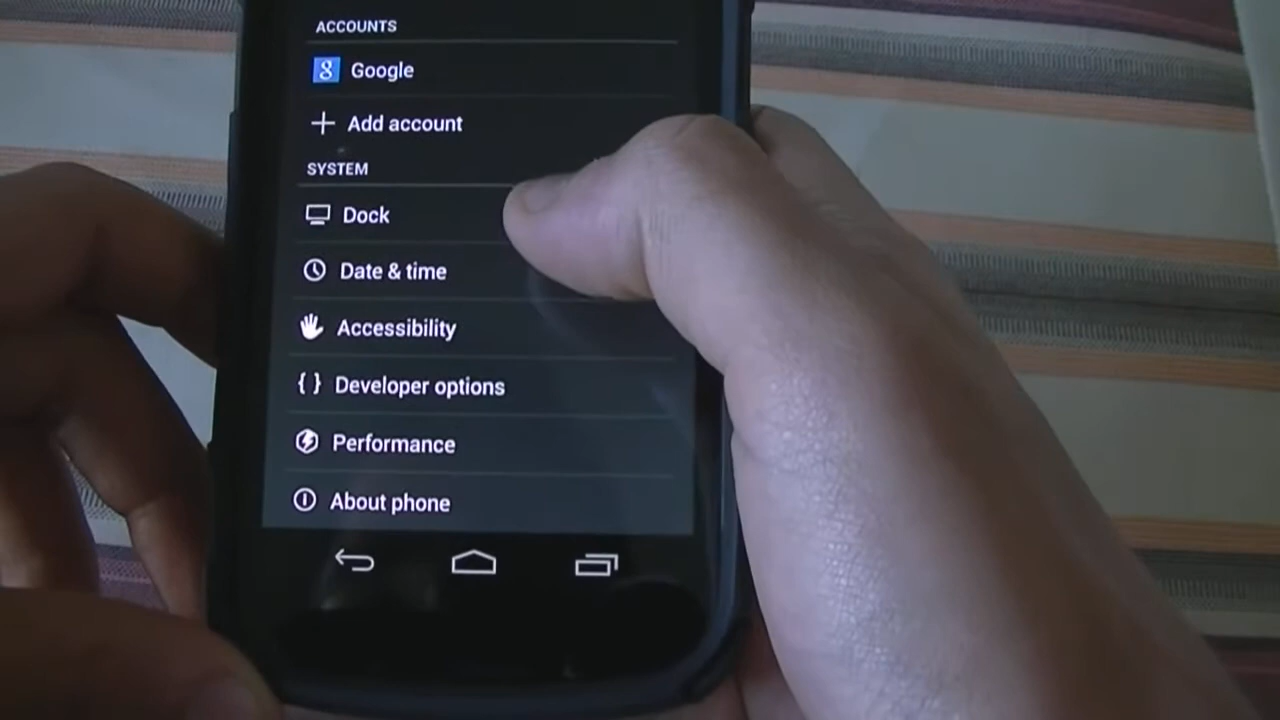 ACCOUNTS
Google
Add account
SYSTEM
Dock
Date & time
Accessibility
Developer options
Performance
About phone